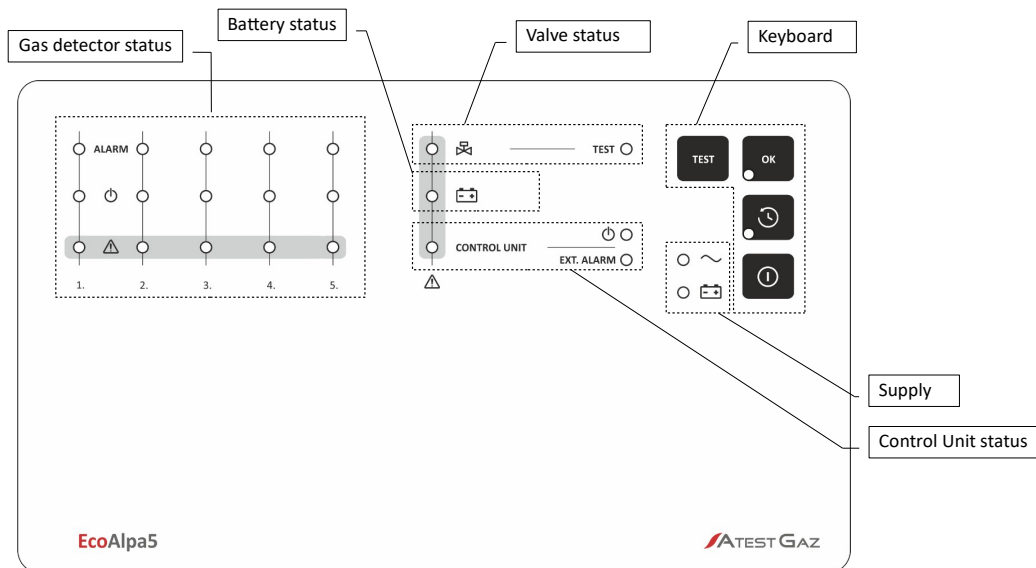 Battery status
Gas detector status
Valve status
Keyboard
ALARM
TEST
TEST
OK
CONTROL UNIT
EXT. ALARM
1. 2. 3. 4. 5.
Supply
Control Unit status
EcoAlpa5
ATEST GAZ